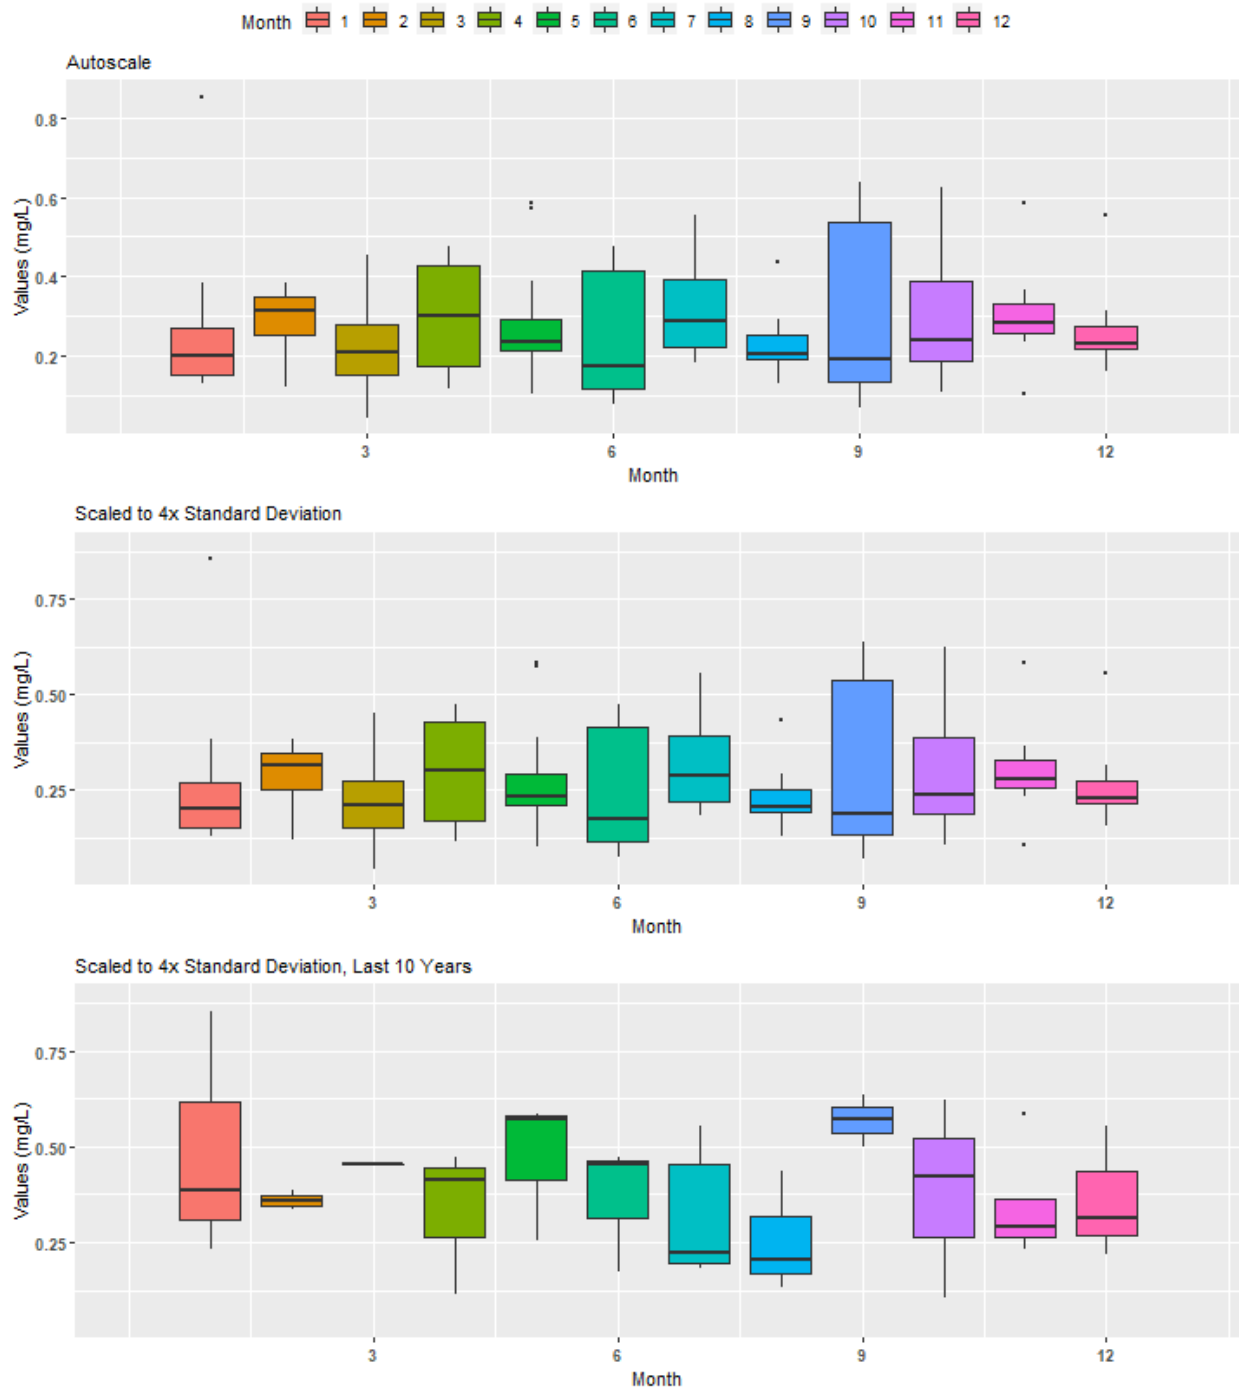 Month 1 2 3 4 5 6 7 8 9 10 11 12
Autoscale
Values (mg/L)
0.8
0.6
0.4
0.2
3 6 9 12
Month
Scaled to 4x Standard Deviation
Values (mg/L)
0.75
0.50
0.25
3 6 9 12
Month
Scaled to 4x Standard Deviation, Last 10 Years
Values (mg/L)
0.75
0.50
0.25
3 6 9 12
Month